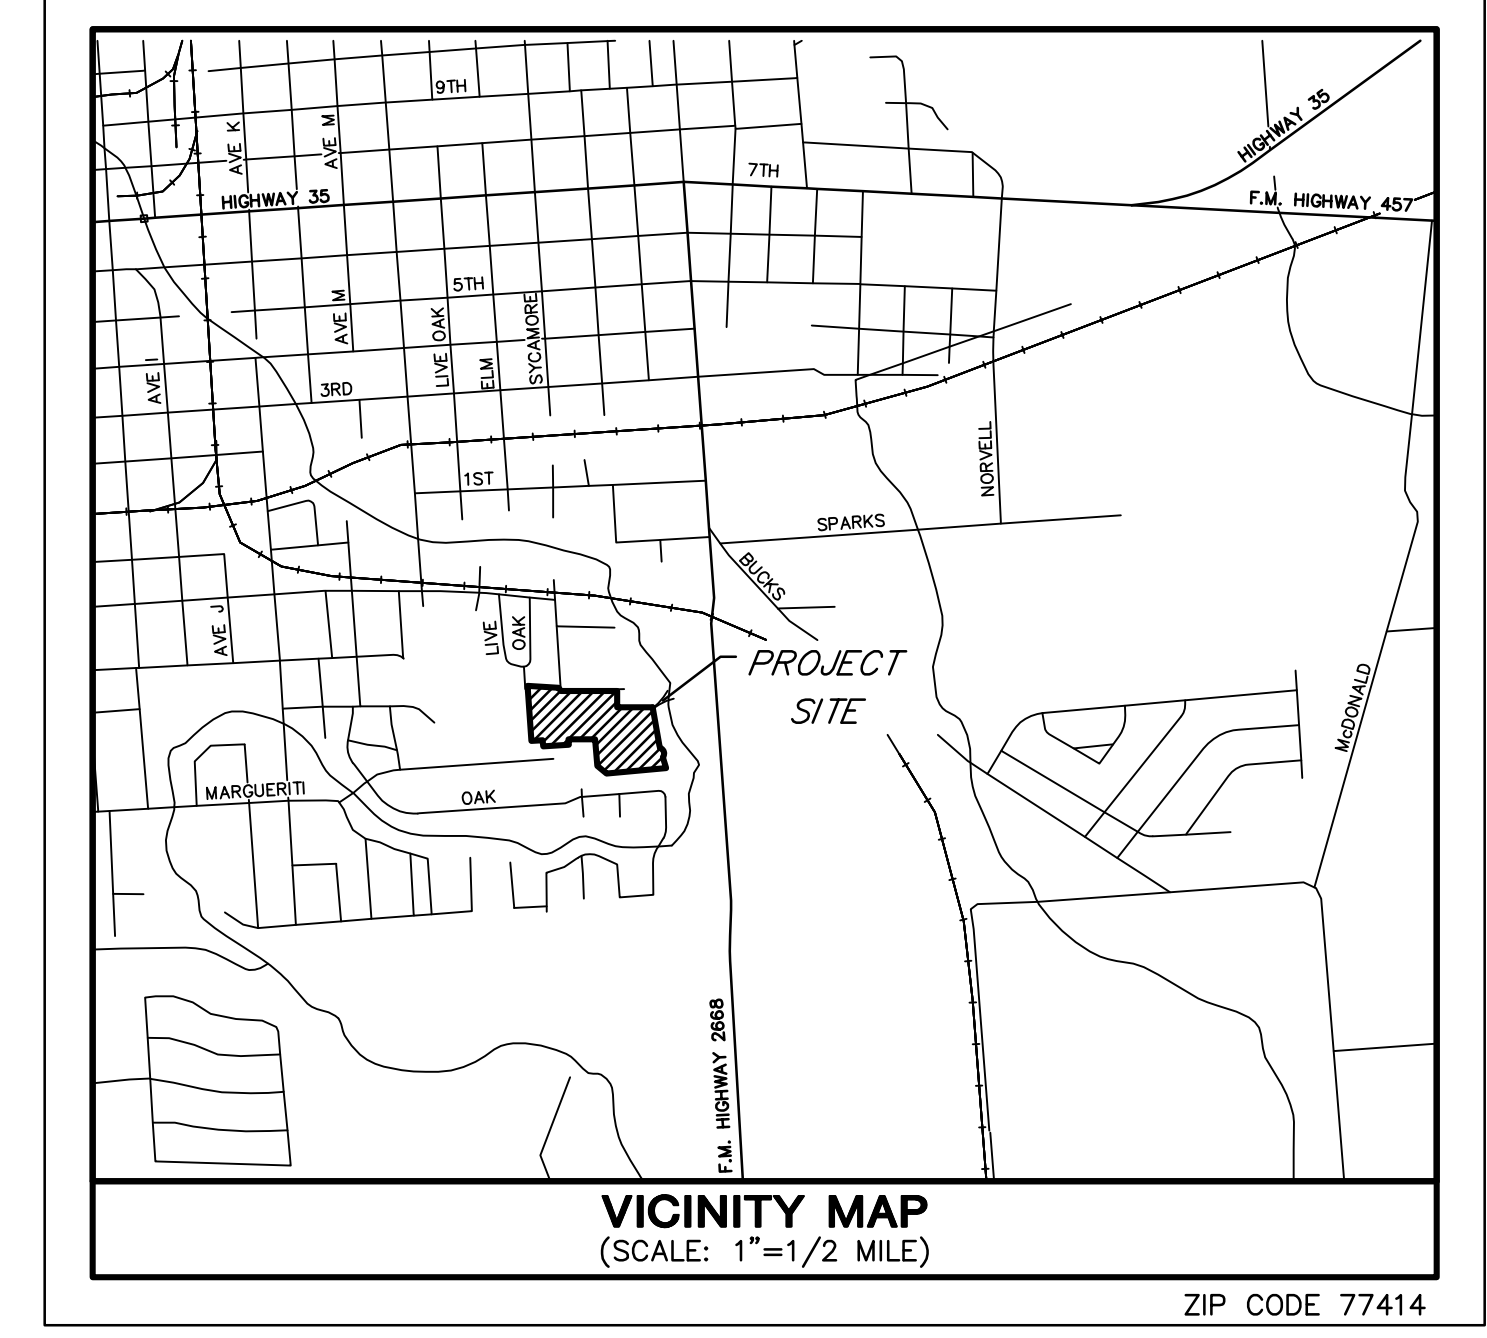 9TH
HIGHWAY 35
AVE K
AVE M
7TH
HIGHWAY 35
F.M. HIGHWAY 457
5TH
AVE M
LIVE OAK
ELM
SYCAMORE
AVE I
3RD
NORVELL
1ST
SPARKS
BUCKS
AVE J
LIVE
OAK
PROJECT
SITE
McDONALD
MARGUERITI
OAK
F.M. HIGHWAY 2668
VICINITY MAP
(SCALE: 1"=1/2 MILE)
ZIP CODE 77414